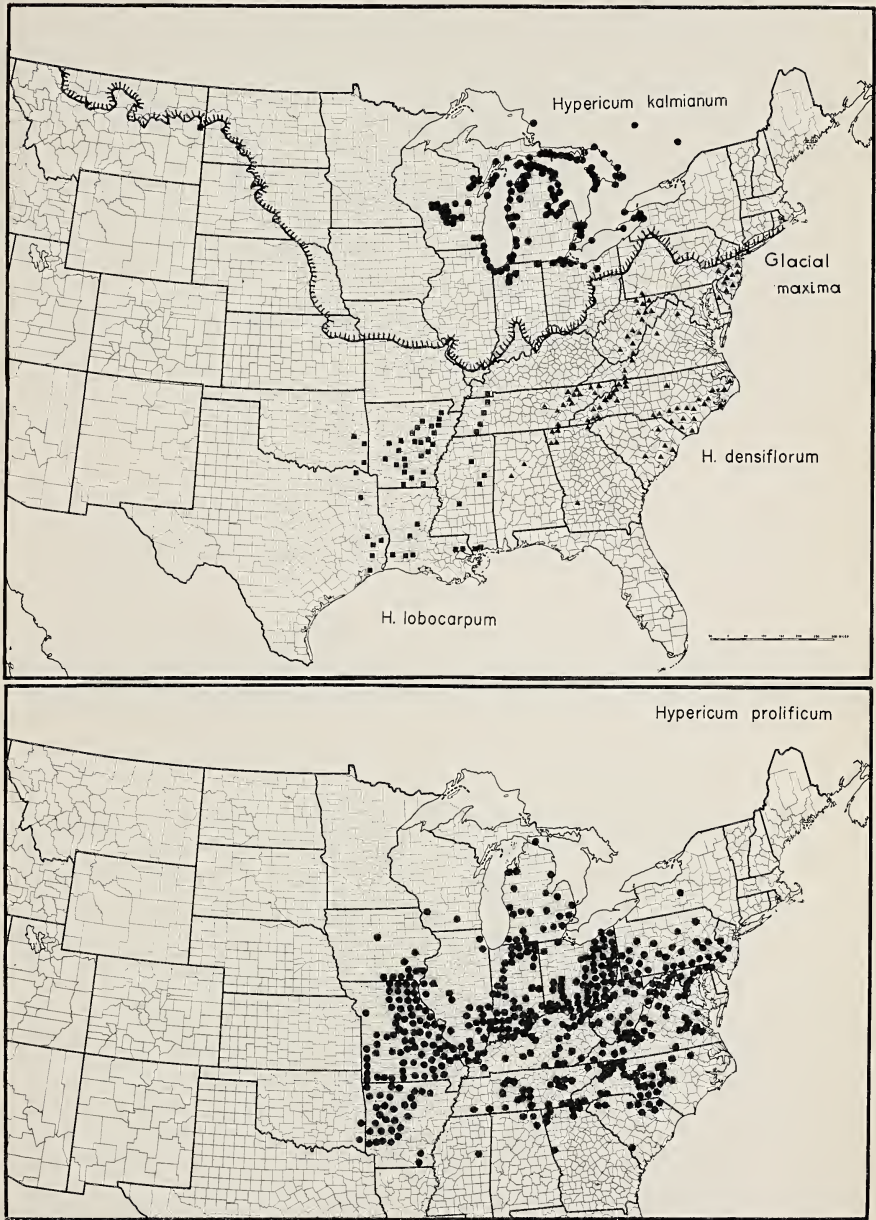 Hypericum kalmianum
Glacial
maxima
H. densiflorum
H. lobocarpum
Hypericum prolificum